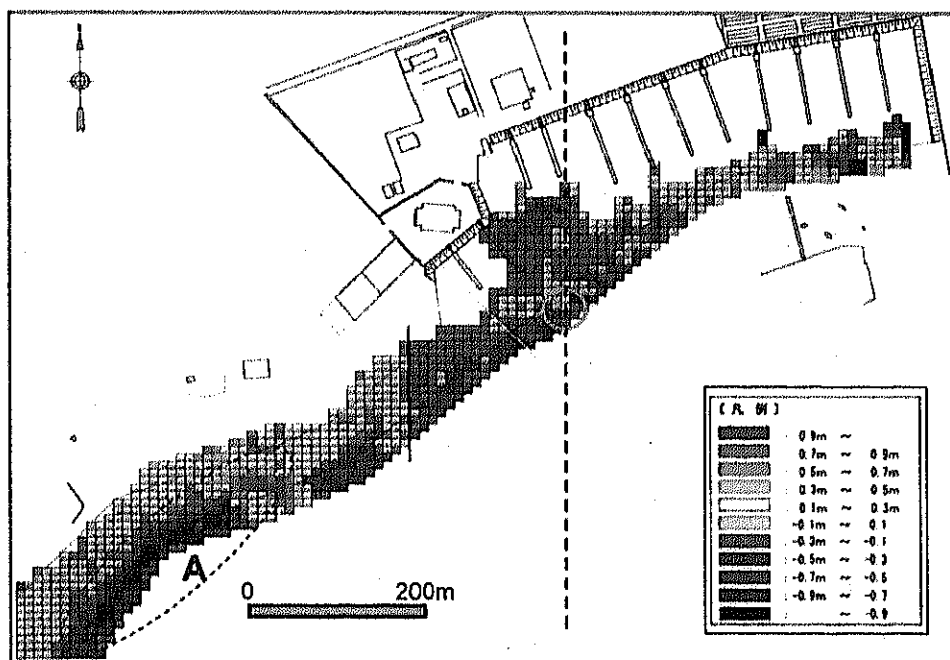 [凡 例]
0.9m ~
0.7m ~ 0.9m
0.5m ~ 0.7m
0.3m ~ 0.5m
0.1m ~ 0.3m
-0.1m ~ 0.1
-0.3m ~ -0.1
-0.5m ~ -0.3
-0.7m ~ -0.5
-0.9m ~ -0.7
~ -0.9
A
0 200m